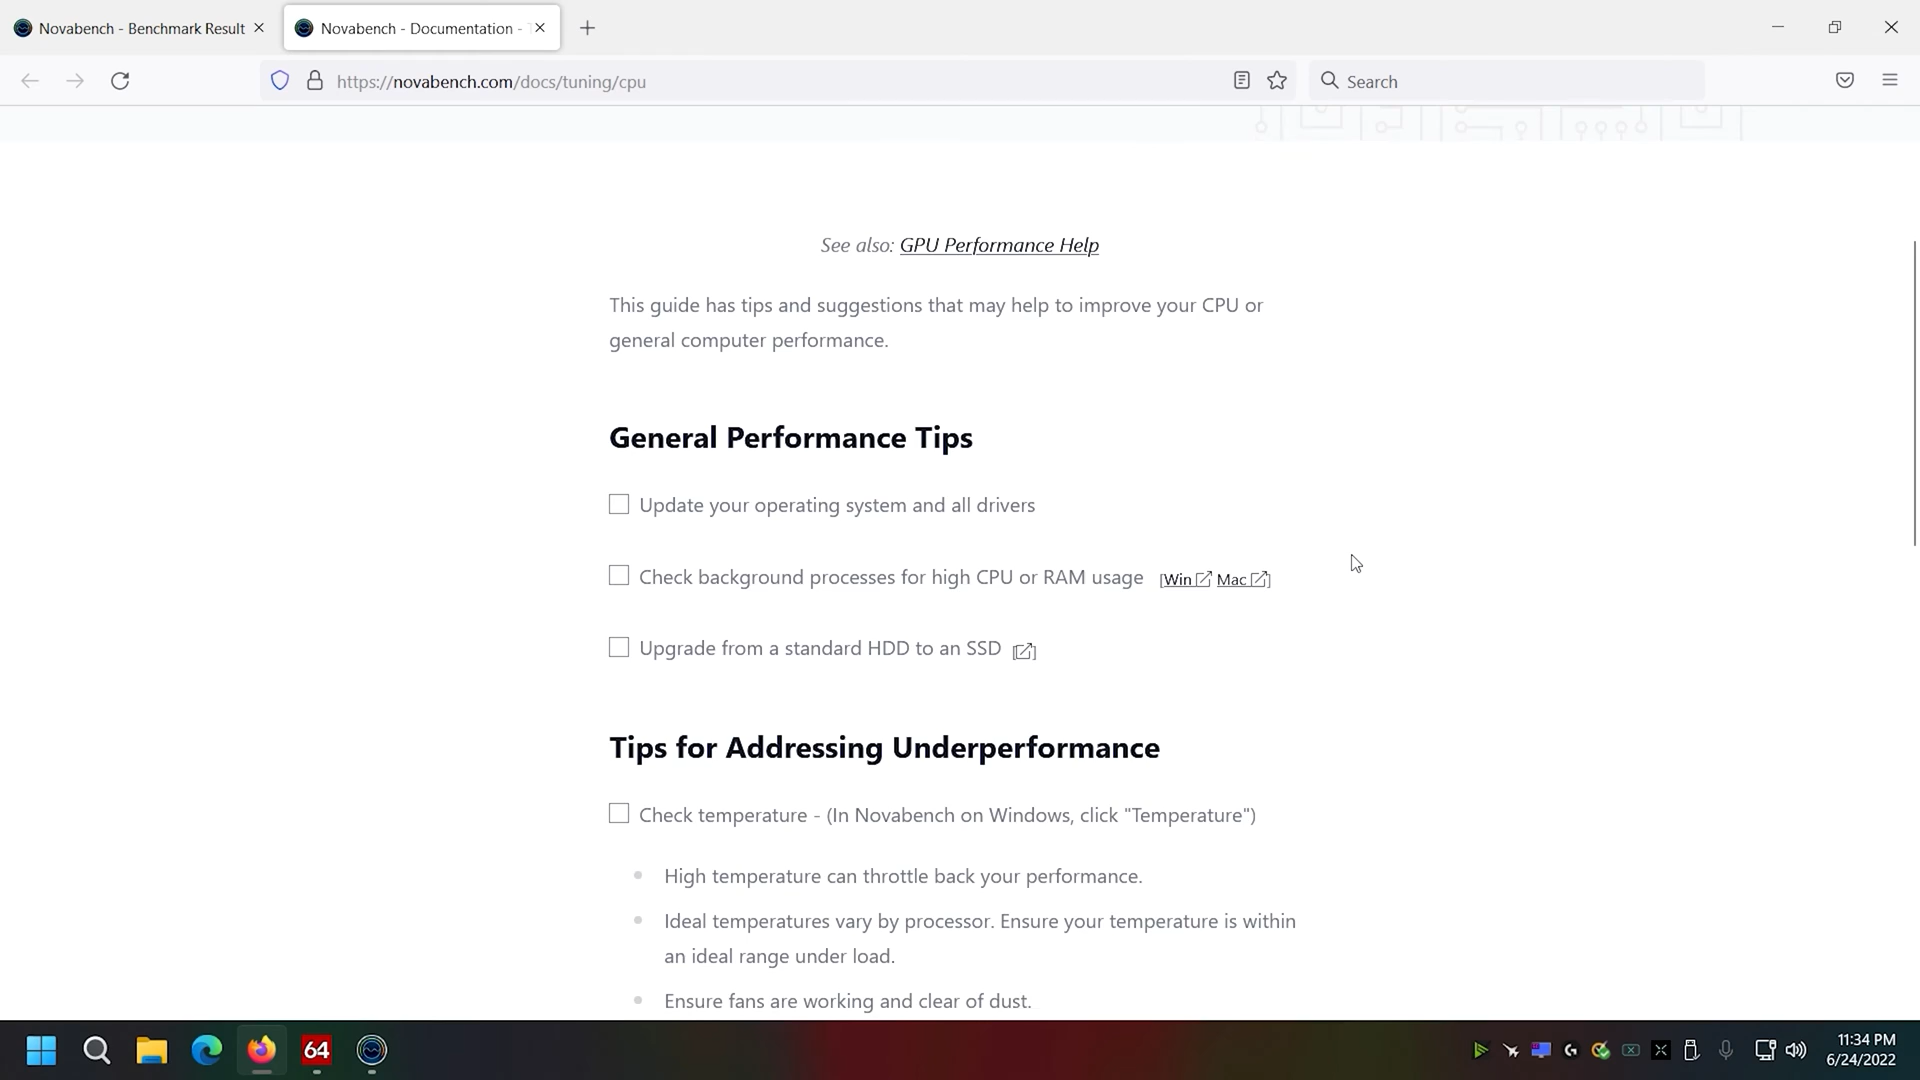 Novabench - Benchmark Result
Novabench - Documentation -
https://novabench.com/docs/tuning/cpu
Search
See also: GPU Performance Help
This guide has tips and suggestions that may help to improve your CPU or
general computer performance.
General Performance Tips
Update your operating system and all drivers
Check background processes for high CPU or RAM usage [Win Mac]
Upgrade from a standard HDD to an SSD []
Tips for Addressing Underperformance
Check temperature - (In Novabench on Windows, click "Temperature")
High temperature can throttle back your performance.
Ideal temperatures vary by processor. Ensure your temperature is within
an ideal range under load.
Ensure fans are working and clear of dust.
64
11:34 PM
6/24/2022